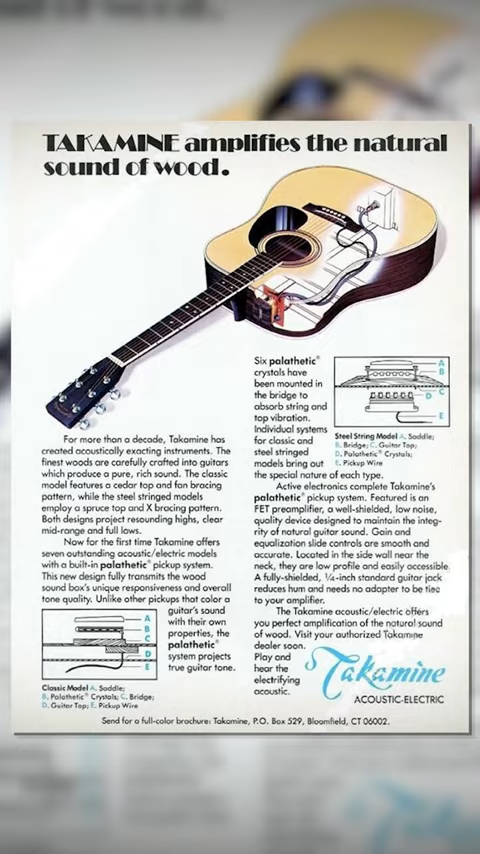 TAKAMINE amplifies the natural
sound of wood.
For more than a decade, Takamine has
created acoustically exacting instruments. The
finest woods are carefully crafted into guitars
which produce a pure, rich sound. The classic
model features a cedar top and fan bracing
pattern, while the steel stringed models
employ a spruce top and X bracing pattern.
Both designs project resounding highs, clear
mid-range and full lows.
Now for the first time Takamine offers
seven outstanding acoustic/electric models
with a built-in palathetic® pickup system.
This new design fully transmits the wood
sound box's unique responsiveness and overall
tone quality. Unlike other pickups that color a
guitar's sound
with their own
properties, the
palathetic®
system projects
true guitar tone.
A
B
C
D
E
Classic Model A. Saddle;
B. Palathetic® Crystals; C. Bridge;
D. Guitar Top; E. Pickup Wire
Six palathetic®
crystals have
been mounted in
the bridge to
absorb string and
top vibration.
Individual systems
for classic and
steel stringed
models bring out
the special nature of each type.
A
B
C
D
E
Steel String Model A. Saddle;
B. Bridge; C. Guitar Top;
D. Palathetic® Crystals;
E. Pickup Wire
Active electronics complete Takamine's
palathetic® pickup system. Featured is an
FET preamplifier, a well-shielded, low noise,
quality device designed to maintain the integ-
rity of natural guitar sound. Gain and
equalization slide controls are smooth and
accurate. Located in the side wall near the
neck, they are low profile and easily accessible.
A fully-shielded, ¼-inch standard guitar jack
reduces hum and needs no adapter to be tied
to your amplifier.
The Takamine acoustic/electric offers
you perfect amplification of the natural sound
of wood. Visit your authorized Takamine
dealer soon.
Play and
hear the
electrifying
acoustic.
Takamine
ACOUSTIC-ELECTRIC
Send for a full-color brochure: Takamine, P.O. Box 529, Bloomfield, CT 06002.